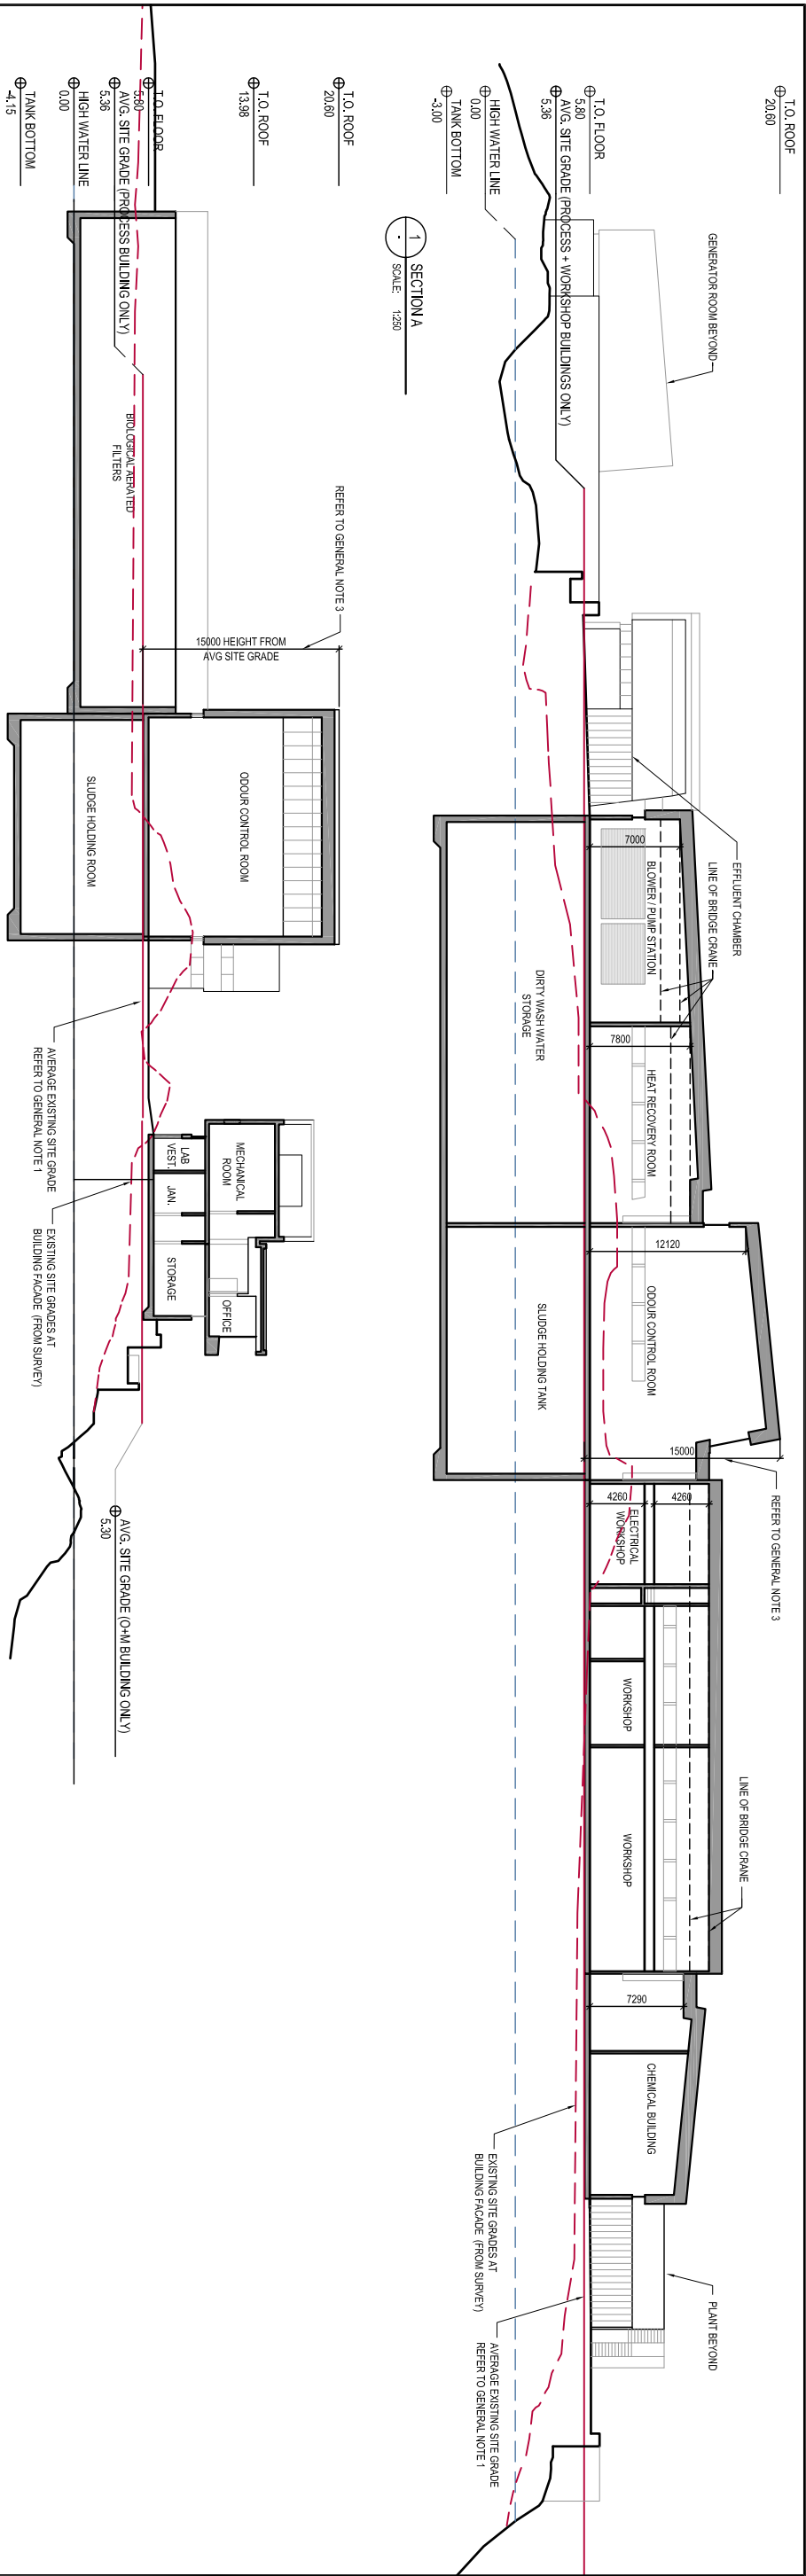 T.O. ROOF
20.60
GENERATOR ROOM BEYOND
T.O. FLOOR
5.80
AVG. SITE GRADE (PROCESS + WORKSHOP BUILDINGS ONLY)
5.36
HIGH WATER LINE
0.00
TANK BOTTOM
-3.00
EFFLUENT CHAMBER
LINE OF BRIDGE CRANE
7000
BLOWER / PUMP STATION
7800
HEAT RECOVERY ROOM
12120
ODOUR CONTROL ROOM
15000
REFER TO GENERAL NOTE 3
4260
4260
ELECTRICAL
WORKSHOP
WORKSHOP
WORKSHOP
LINE OF BRIDGE CRANE
7290
CHEMICAL BUILDING
PLANT BEYOND
DIRTY WASH WATER
STORAGE
SLUDGE HOLDING TANK
EXISTING SITE GRADES AT
BUILDING FACADE (FROM SURVEY)
AVERAGE EXISTING SITE GRADE
REFER TO GENERAL NOTE 1
1
-
SECTION A
SCALE: 1:250
T.O. ROOF
20.60
T.O. ROOF
13.98
T.O. FLOOR
5.80
AVG. SITE GRADE (PROCESS BUILDING ONLY)
5.36
HIGH WATER LINE
0.00
TANK BOTTOM
-4.15
REFER TO GENERAL NOTE 3
15000 HEIGHT FROM
AVG SITE GRADE
BIOLOGICAL AERATED
FILTERS
ODOUR CONTROL ROOM
SLUDGE HOLDING ROOM
MECHANICAL
ROOM
OFFICE
LAB
VEST.
JAN.
STORAGE
AVERAGE EXISTING SITE GRADE
REFER TO GENERAL NOTE 1
EXISTING SITE GRADES AT
BUILDING FACADE (FROM SURVEY)
AVG. SITE GRADE (O+M BUILDING ONLY)
5.30